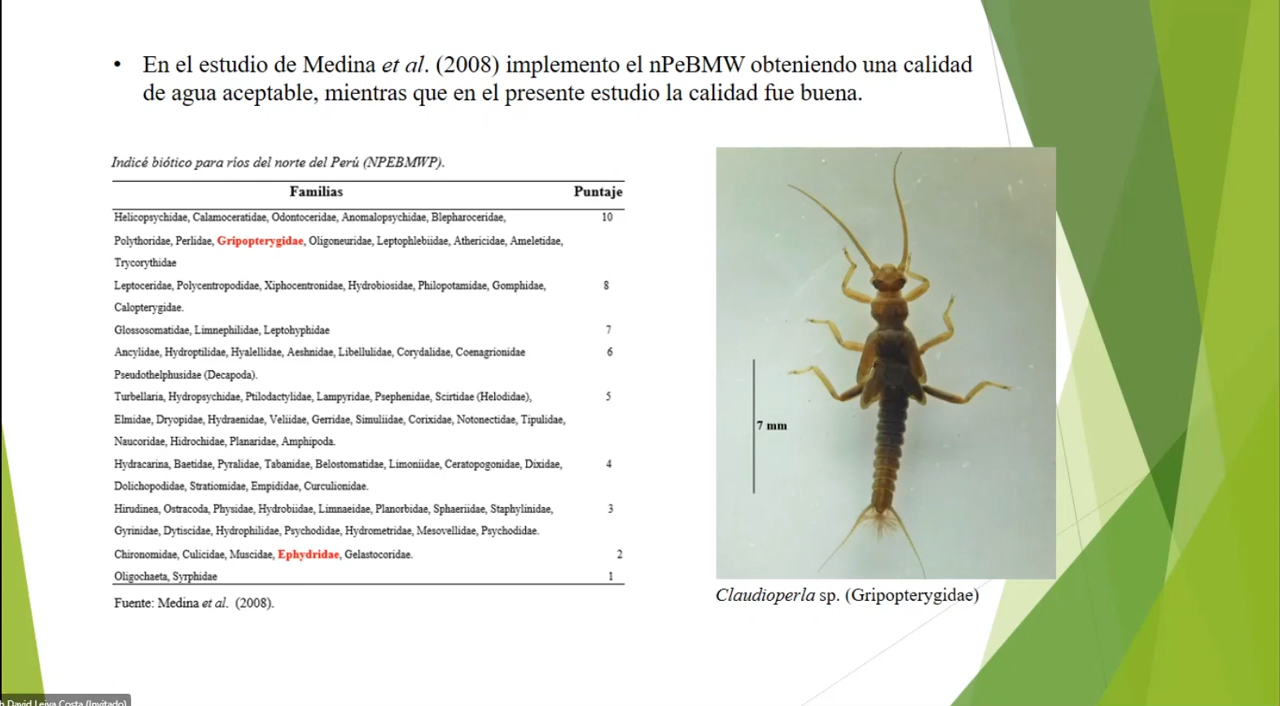 • En el estudio de Medina et al. (2008) implemento el nPeBMW obteniendo una calidad
de agua aceptable, mientras que en el presente estudio la calidad fue buena.
Indicé biótico para ríos del norte del Perú (NPEBMWP).
Familias Puntaje
Helicopsychidae, Calamoceratidae, Odontoceridae, Anomalopsychidae, Blepharoceridae, 10
Polythoridae, Perlidae, Gripopterygidae, Oligoneuridae, Leptophlebiidae, Athericidae, Ameletidae,
Trycorythidae
Leptoceridae, Polycentropodidae, Xiphocentronidae, Hydrobiosidae, Philopotamidae, Gomphidae, 8
Calopterygidae.
Glossosomatidae, Limnephilidae, Leptohyphidae 7
Ancylidae, Hydroptilidae, Hyalellidae, Aeshnidae, Libellulidae, Corydalidae, Coenagrionidae 6
Pseudothelphusidae (Decapoda).
Turbellaria, Hydropsychidae, Ptilodactylidae, Lampyridae, Psephenidae, Scirtidae (Helodidae), 5
Elmidae, Dryopidae, Hydraenidae, Veliidae, Gerridae, Simuliidae, Corixidae, Notonectidae, Tipulidae,
Naucoridae, Hidrochidae, Planaridae, Amphipoda.
Hydracarina, Baetidae, Pyralidae, Tabanidae, Belostomatidae, Limoniidae, Ceratopogonidae, Dixidae, 4
Dolichopodidae, Stratiomidae, Empididae, Curculionidae.
Hirudinea, Ostracoda, Physidae, Hydrobiidae, Limnaeidae, Planorbidae, Sphaeriidae, Staphylinidae, 3
Gyrinidae, Dytiscidae, Hydrophilidae, Psychodidae, Hydrometridae, Mesovellidae, Psychodidae.
Chironomidae, Culicidae, Muscidae, Ephydridae, Gelastocoridae. 2
Oligochaeta, Syrphidae 1
Fuente: Medina et al. (2008).
7 mm
Claudioperla sp. (Gripopterygidae)
David Leiva Costa (Invitado)